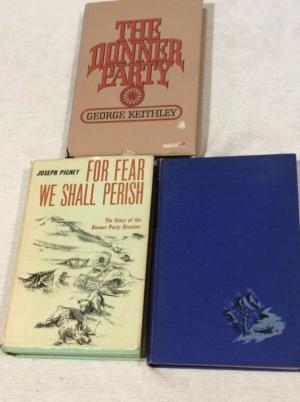 THE
DONNER
PARTY
GEORGE KEITHLEY
JOSEPH PIGNEY
FOR FEAR
WE SHALL PERISH
The Story of the
Donner Party Disaster